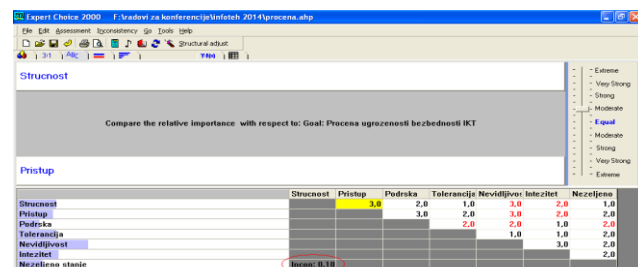 Expert Choice 2000 F:\radovi za konferencije\infoteh 2014\procena.ahp
File Edit Assessment Inconsistency Go Tools Help
Structural adjust
3:1 ABC Y=f(x)
Strucnost
Compare the relative importance with respect to: Goal: Procena ugrozenosti bezbednosti IKT
Pristup
Extreme
Very Strong
Strong
Moderate
Equal
Moderate
Strong
Very Strong
Extreme
Strucnost Pristup Podrska Tolerancija Nevidljivos Intezitet Nezeljeno
Strucnost 3,0 2,0 1,0 3,0 2,0 1,0
Pristup 3,0 2,0 3,0 2,0 2,0
Podrska 2,0 2,0 1,0 2,0
Tolerancija 1,0 1,0 2,0
Nevidljivost 3,0 2,0
Intezitet 2,0
Nezeljeno stanje Incon: 0,10